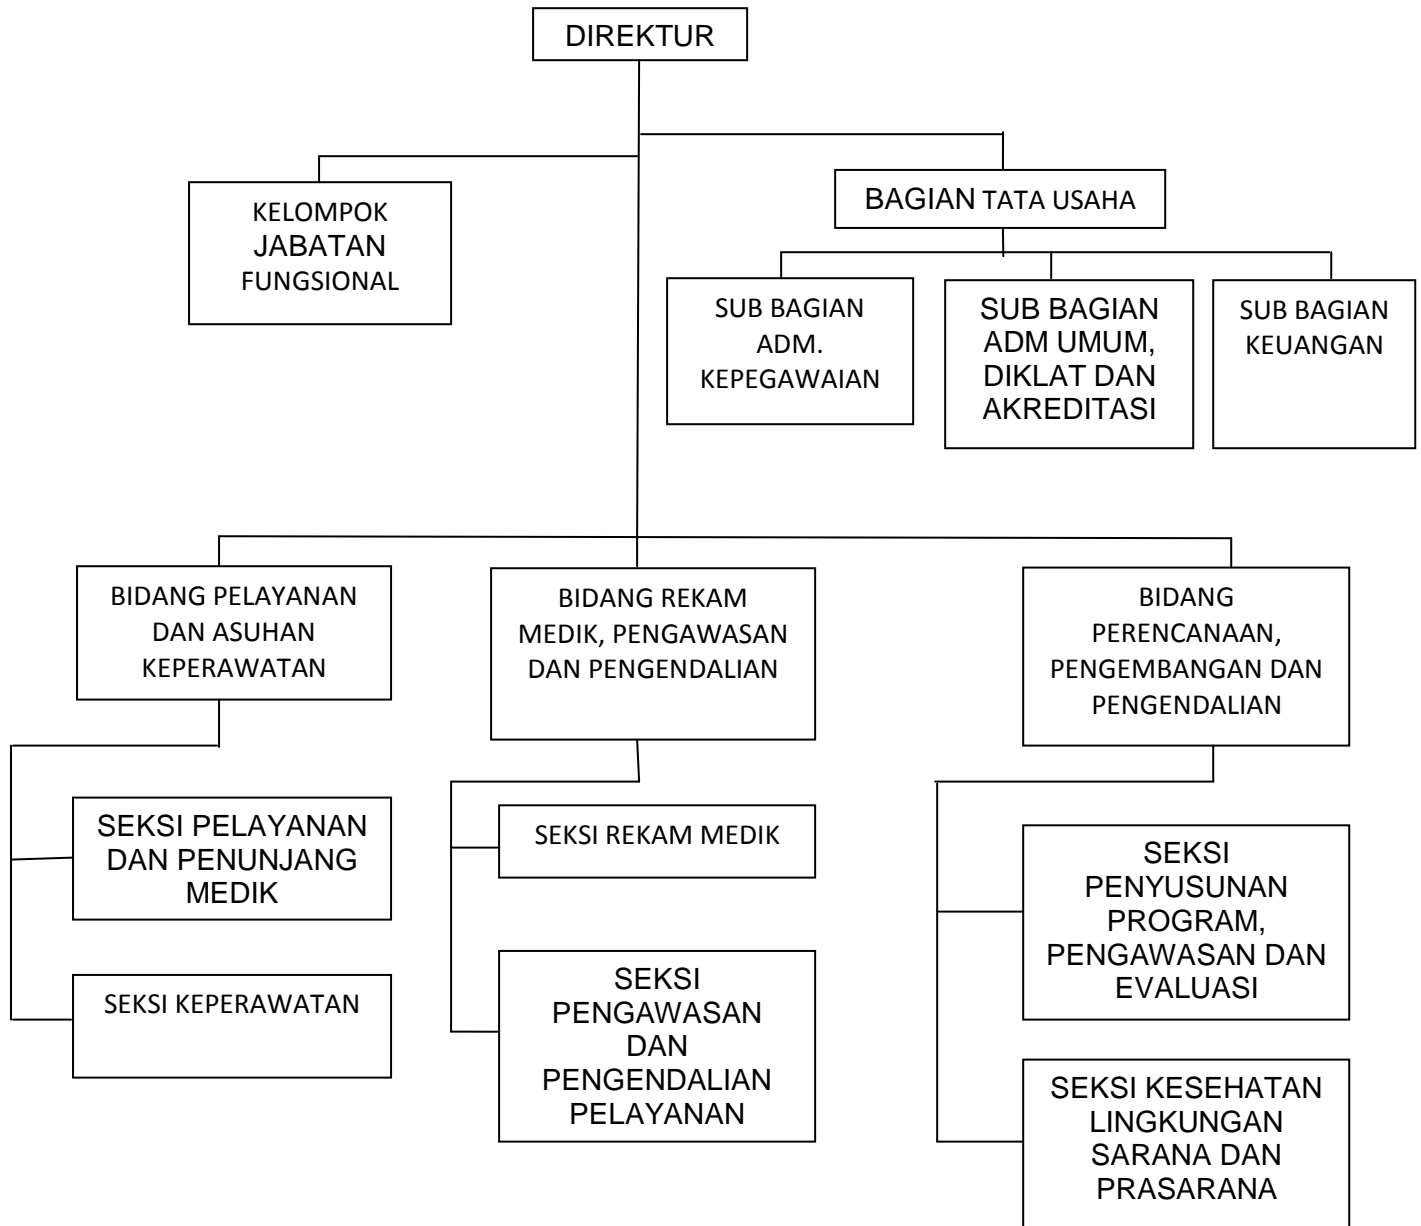 DIREKTUR
KELOMPOK
JABATAN
FUNGSIONAL
BAGIAN TATA USAHA
SUB BAGIAN
ADM.
KEPEGAWAIAN
SUB BAGIAN
ADM UMUM,
DIKLAT DAN
AKREDITASI
SUB BAGIAN
KEUANGAN
BIDANG PELAYANAN
DAN ASUHAN
KEPERAWATAN
BIDANG REKAM
MEDIK, PENGAWASAN
DAN PENGENDALIAN
BIDANG
PERENCANAAN,
PENGEMBANGAN DAN
PENGENDALIAN
SEKSI PELAYANAN
DAN PENUNJANG
MEDIK
SEKSI KEPERAWATAN
SEKSI REKAM MEDIK
SEKSI
PENGAWASAN
DAN
PENGENDALIAN
PELAYANAN
SEKSI
PENYUSUNAN
PROGRAM,
PENGAWASAN DAN
EVALUASI
SEKSI KESEHATAN
LINGKUNGAN
SARANA DAN
PRASARANA